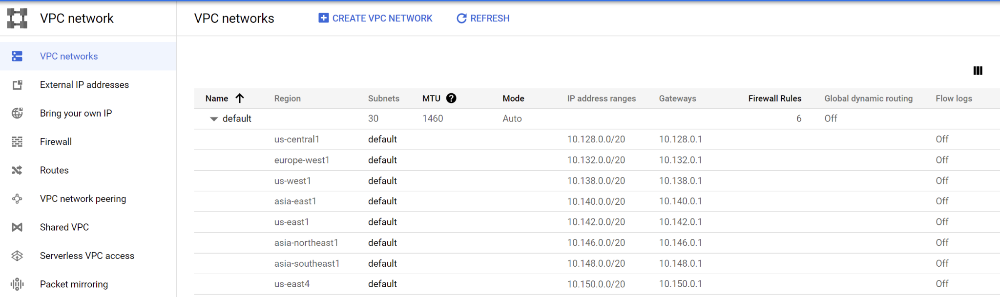 VPC network
VPC networks
CREATE VPC NETWORK
REFRESH
VPC networks
External IP addresses
Bring your own IP
Firewall
Routes
VPC network peering
Shared VPC
Serverless VPC access
Packet mirroring
Name Region Subnets MTU ? Mode IP address ranges Gateways Firewall Rules Global dynamic routing Flow logs
default 30 1460 Auto 6 Off
us-central1 default 10.128.0.0/20 10.128.0.1 Off
europe-west1 default 10.132.0.0/20 10.132.0.1 Off
us-west1 default 10.138.0.0/20 10.138.0.1 Off
asia-east1 default 10.140.0.0/20 10.140.0.1 Off
us-east1 default 10.142.0.0/20 10.142.0.1 Off
asia-northeast1 default 10.146.0.0/20 10.146.0.1 Off
asia-southeast1 default 10.148.0.0/20 10.148.0.1 Off
us-east4 default 10.150.0.0/20 10.150.0.1 Off